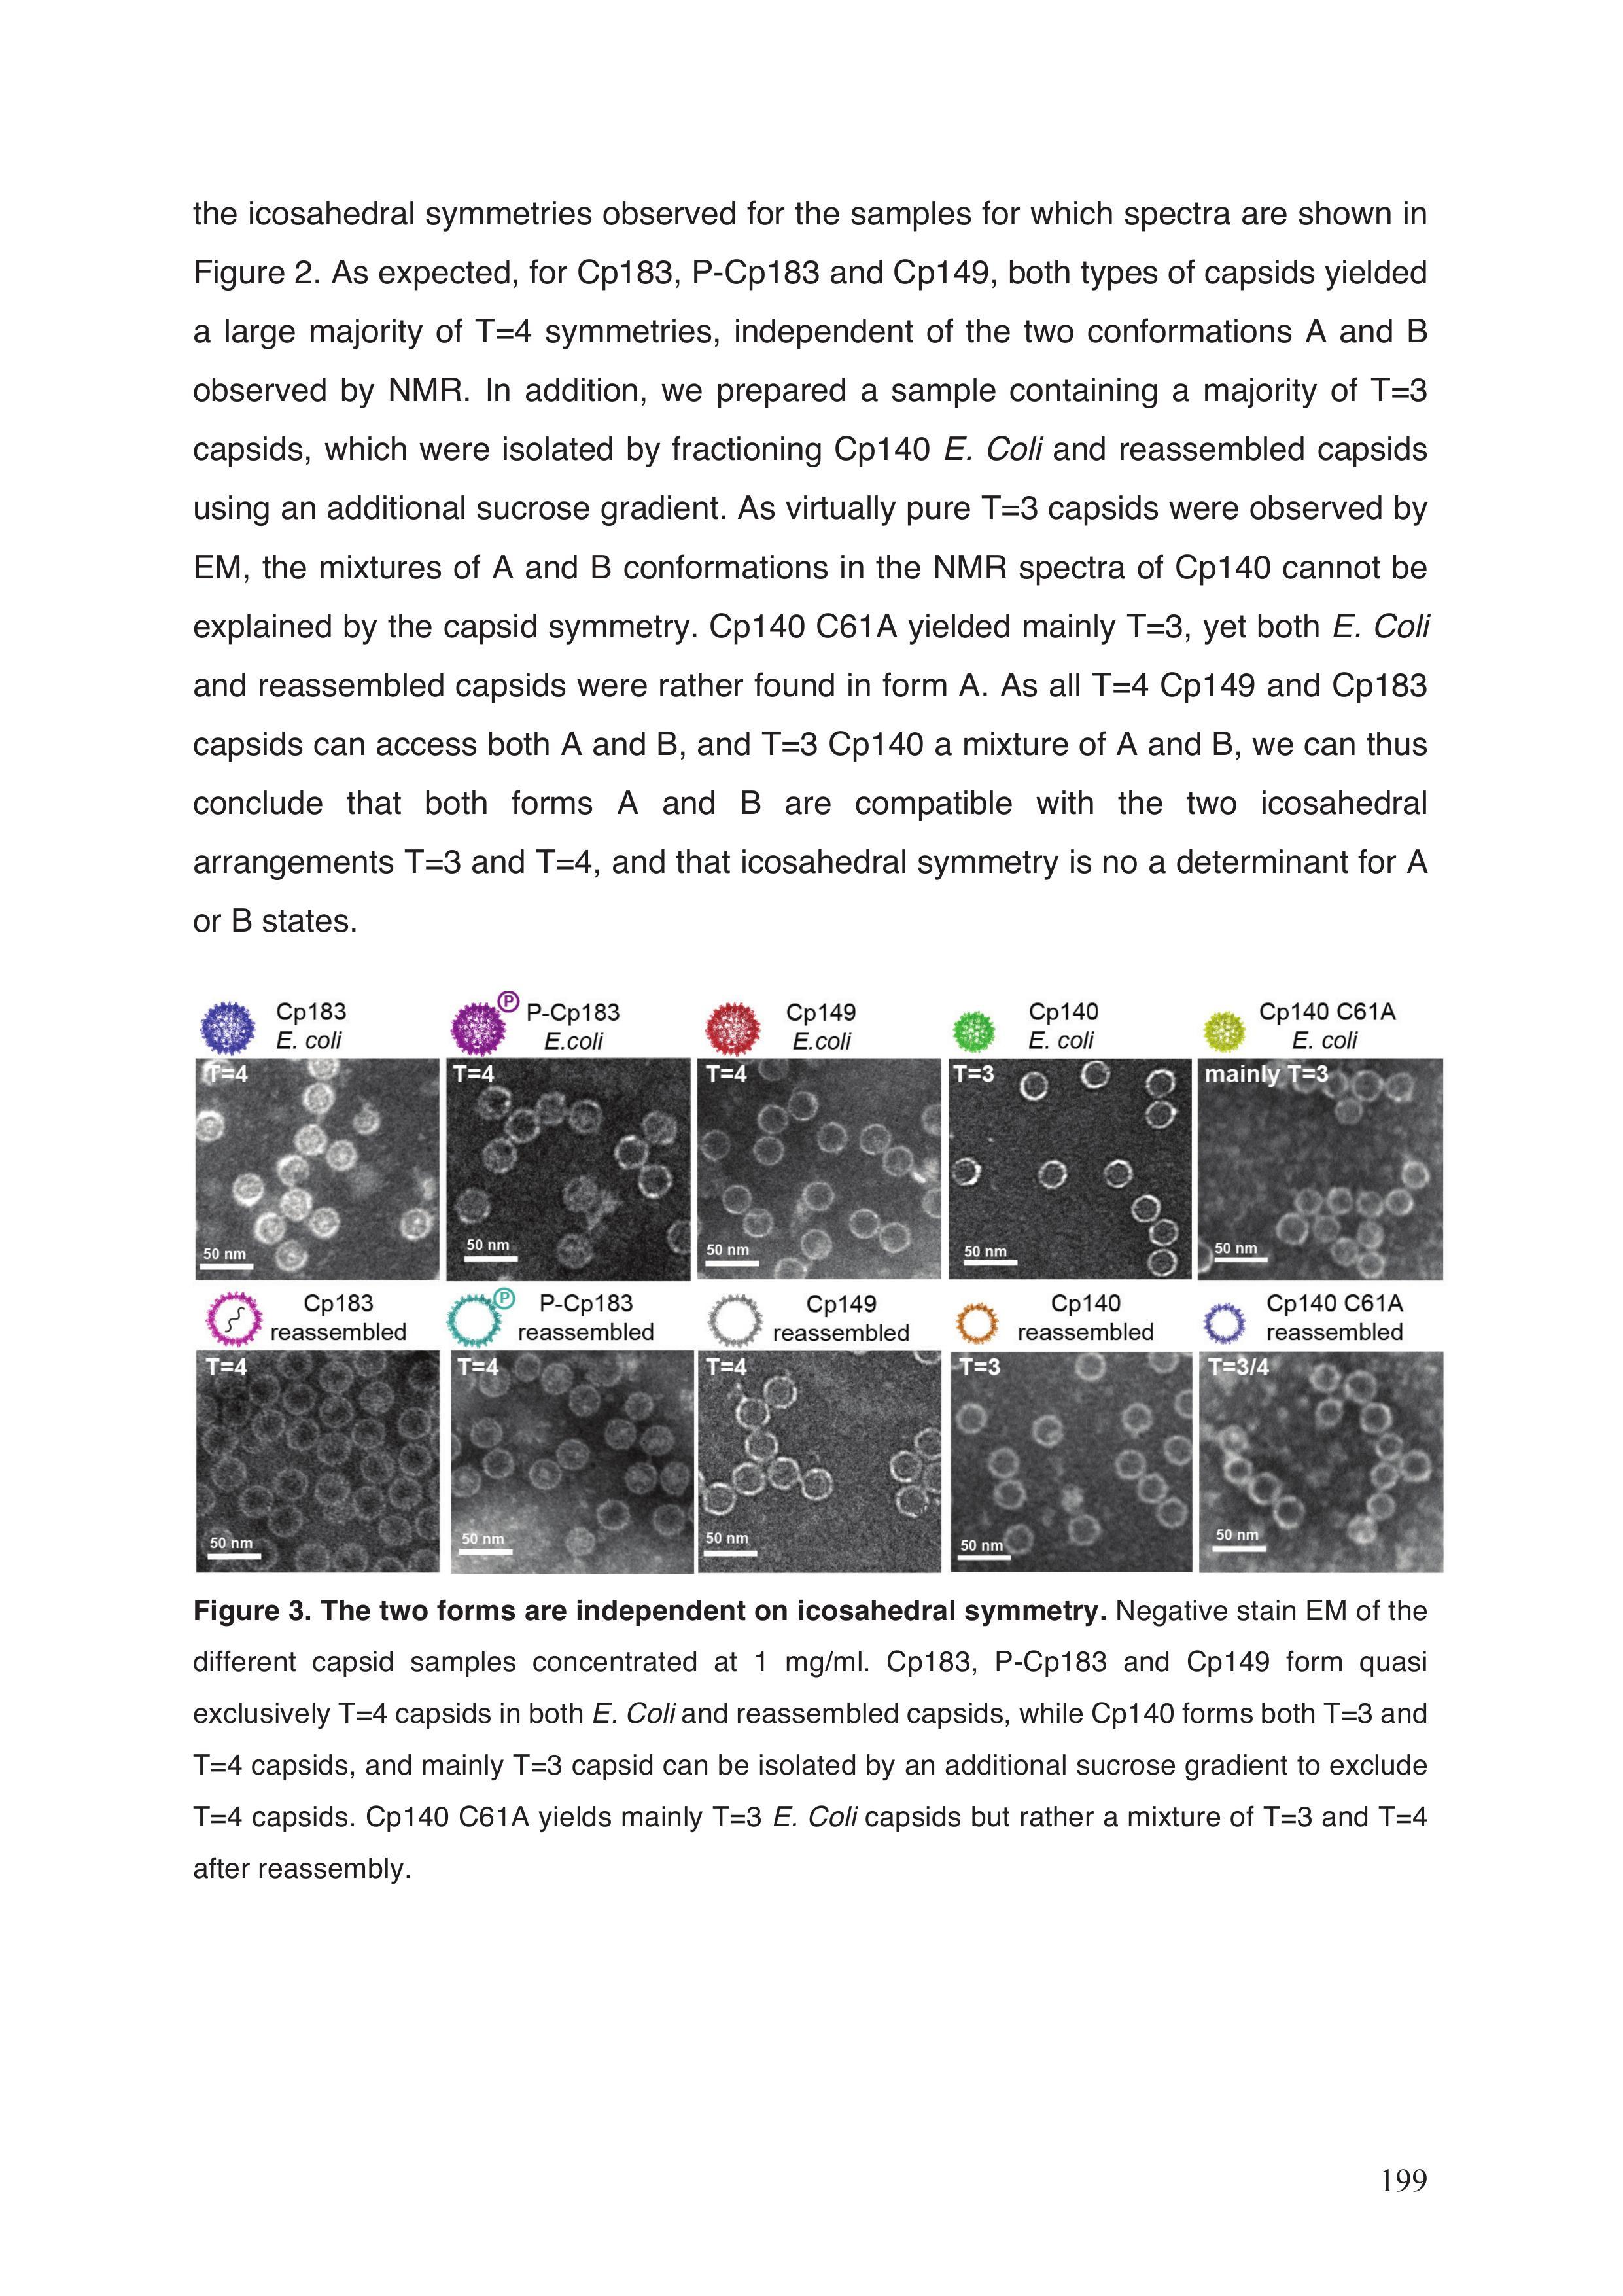 the icosahedral symmetries observed for the samples for which spectra are shown in
Figure 2. As expected, for Cp183, P-Cp183 and Cp149, both types of capsids yielded
a large majority of T=4 symmetries, independent of the two conformations A and B
observed by NMR. In addition, we prepared a sample containing a majority of T=3
capsids, which were isolated by fractioning Cp140 E. Coli and reassembled capsids
using an additional sucrose gradient. As virtually pure T=3 capsids were observed by
EM, the mixtures of A and B conformations in the NMR spectra of Cp140 cannot be
explained by the capsid symmetry. Cp140 C61A yielded mainly T=3, yet both E. Coli
and reassembled capsids were rather found in form A. As all T=4 Cp149 and Cp183
capsids can access both A and B, and T=3 Cp140 a mixture of A and B, we can thus
conclude that both forms A and B are compatible with the two icosahedral
arrangements T=3 and T=4, and that icosahedral symmetry is no a determinant for A
or B states.
Cp183
E. coli
T=4
50 nm
P
P-Cp183
E.coli
T=4
50 nm
Cp149
E.coli
T=4
50 nm
Cp140
E. coli
T=3
50 nm
Cp140 C61A
E. coli
mainly T=3
50 nm
Cp183
reassembled
T=4
50 nm
P
P-Cp183
reassembled
T=4
50 nm
Cp149
reassembled
T=4
50 nm
Cp140
reassembled
T=3
50 nm
Cp140 C61A
reassembled
T=3/4
50 nm
Figure 3. The two forms are independent on icosahedral symmetry. Negative stain EM of the
different capsid samples concentrated at 1 mg/ml. Cp183, P-Cp183 and Cp149 form quasi
exclusively T=4 capsids in both E. Coli and reassembled capsids, while Cp140 forms both T=3 and
T=4 capsids, and mainly T=3 capsid can be isolated by an additional sucrose gradient to exclude
T=4 capsids. Cp140 C61A yields mainly T=3 E. Coli capsids but rather a mixture of T=3 and T=4
after reassembly.
199